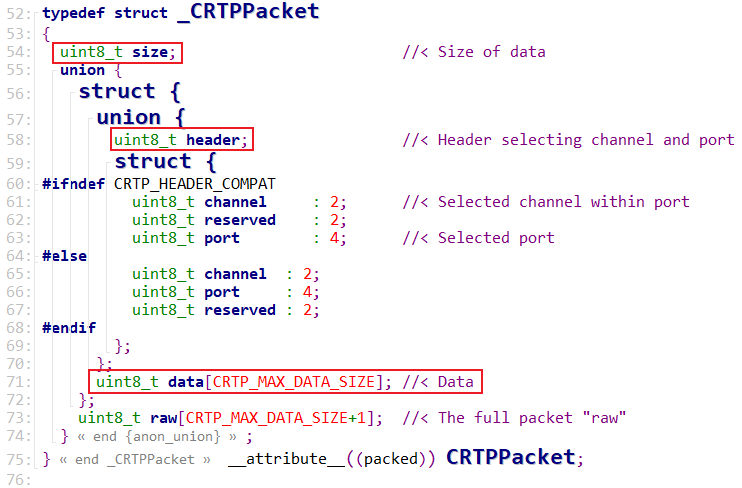 52: typedef struct _CRTPPacket
53: {
54: uint8_t size; //< Size of data
55: union {
56: struct {
57: union {
58: uint8_t header; //< Header selecting channel and port
59: struct {
60: #ifndef CRTP_HEADER_COMPAT
61: uint8_t channel : 2; //< Selected channel within port
62: uint8_t reserved : 2;
63: uint8_t port : 4; //< Selected port
64: #else
65: uint8_t channel : 2;
66: uint8_t port : 4;
67: uint8_t reserved : 2;
68: #endif
69: };
70: };
71: uint8_t data[CRTP_MAX_DATA_SIZE]; //< Data
72: };
73: uint8_t raw[CRTP_MAX_DATA_SIZE+1]; //< The full packet "raw"
74: } « end {anon_union} » ;
75: } « end _CRTPPacket » __attribute__((packed)) CRTPPacket;
76: